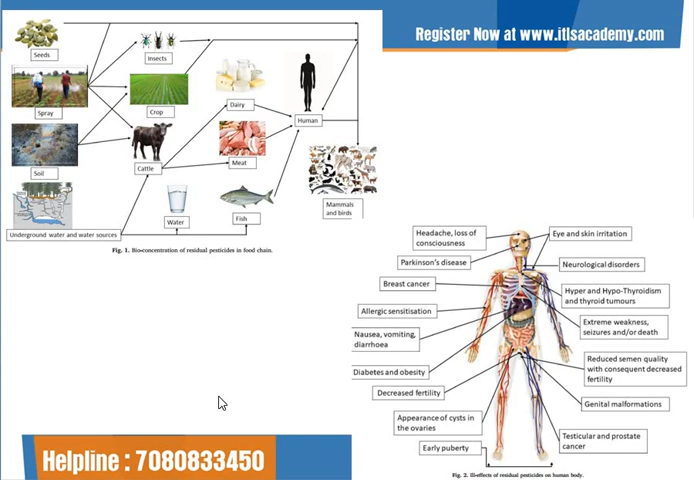 Register Now at www.itlsacademy.com
Seeds
Insects
Spray
Crop
Dairy
Human
Soil
Cattle
Meat
Mammals
and birds
Water
Fish
Underground water and water sources
Fig. 1. Bio-concentration of residual pesticides in food chain.
Headache, loss of
consciousness
Eye and skin irritation
Parkinson's disease
Neurological disorders
Breast cancer
Hyper and Hypo-Thyroidism
and thyroid tumours
Allergic sensitisation
Extreme weakness,
seizures and/or death
Nausea, vomiting,
diarrhoea
Reduced semen quality
with consequent decreased
fertility
Diabetes and obesity
Decreased fertility
Genital malformations
Appearance of cysts in
the ovaries
Testicular and prostate
cancer
Early puberty
Fig. 2. Ill-effects of residual pesticides on human body.
Helpline : 7080833450